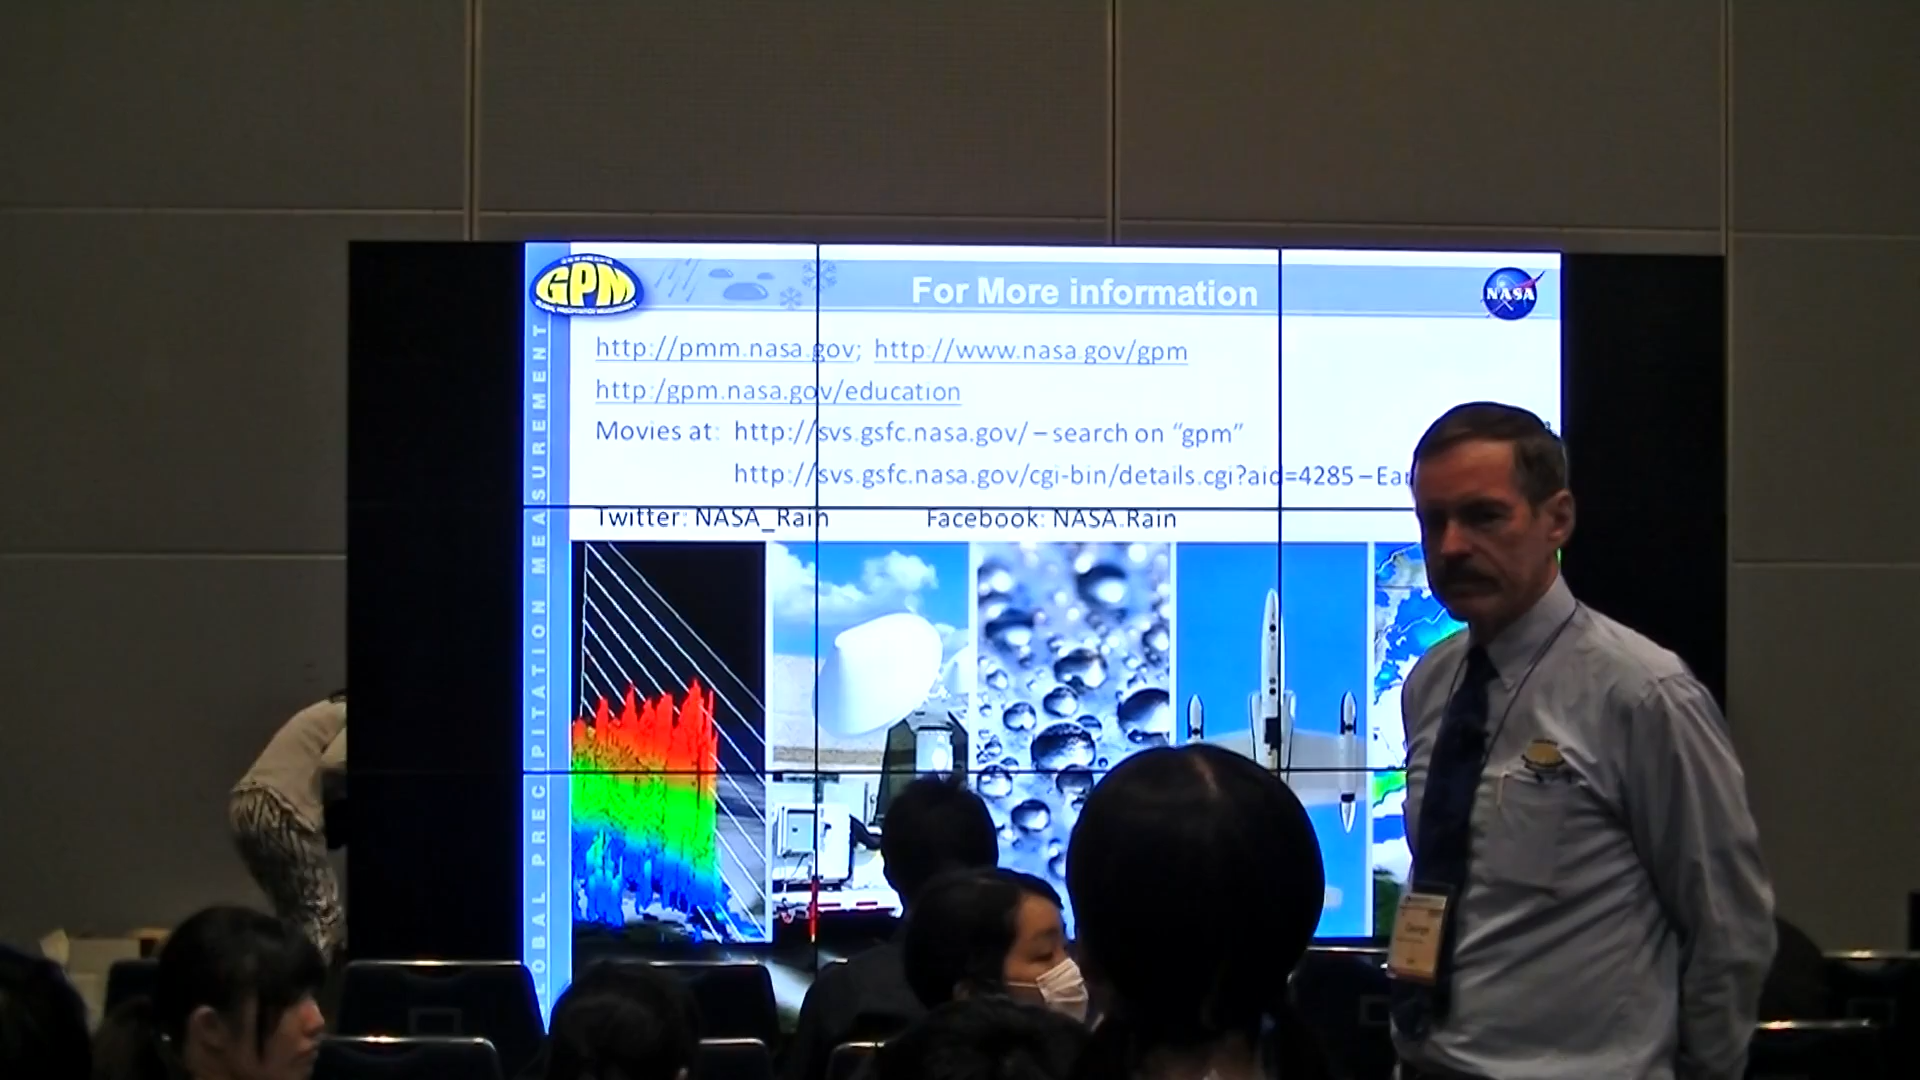 GPM
For More information
NASA
http://pmm.nasa.gov; http://www.nasa.gov/gpm
http:/gpm.nasa.gov/education
Movies at: http://svs.gsfc.nasa.gov/ – search on “gpm”
http://svs.gsfc.nasa.gov/cgi-bin/details.cgi?aid=4285 – Ear
Twitter: NASA_Rain Facebook: NASA.Rain
GLOBAL PRECIPITATION MEASUREMENT
George